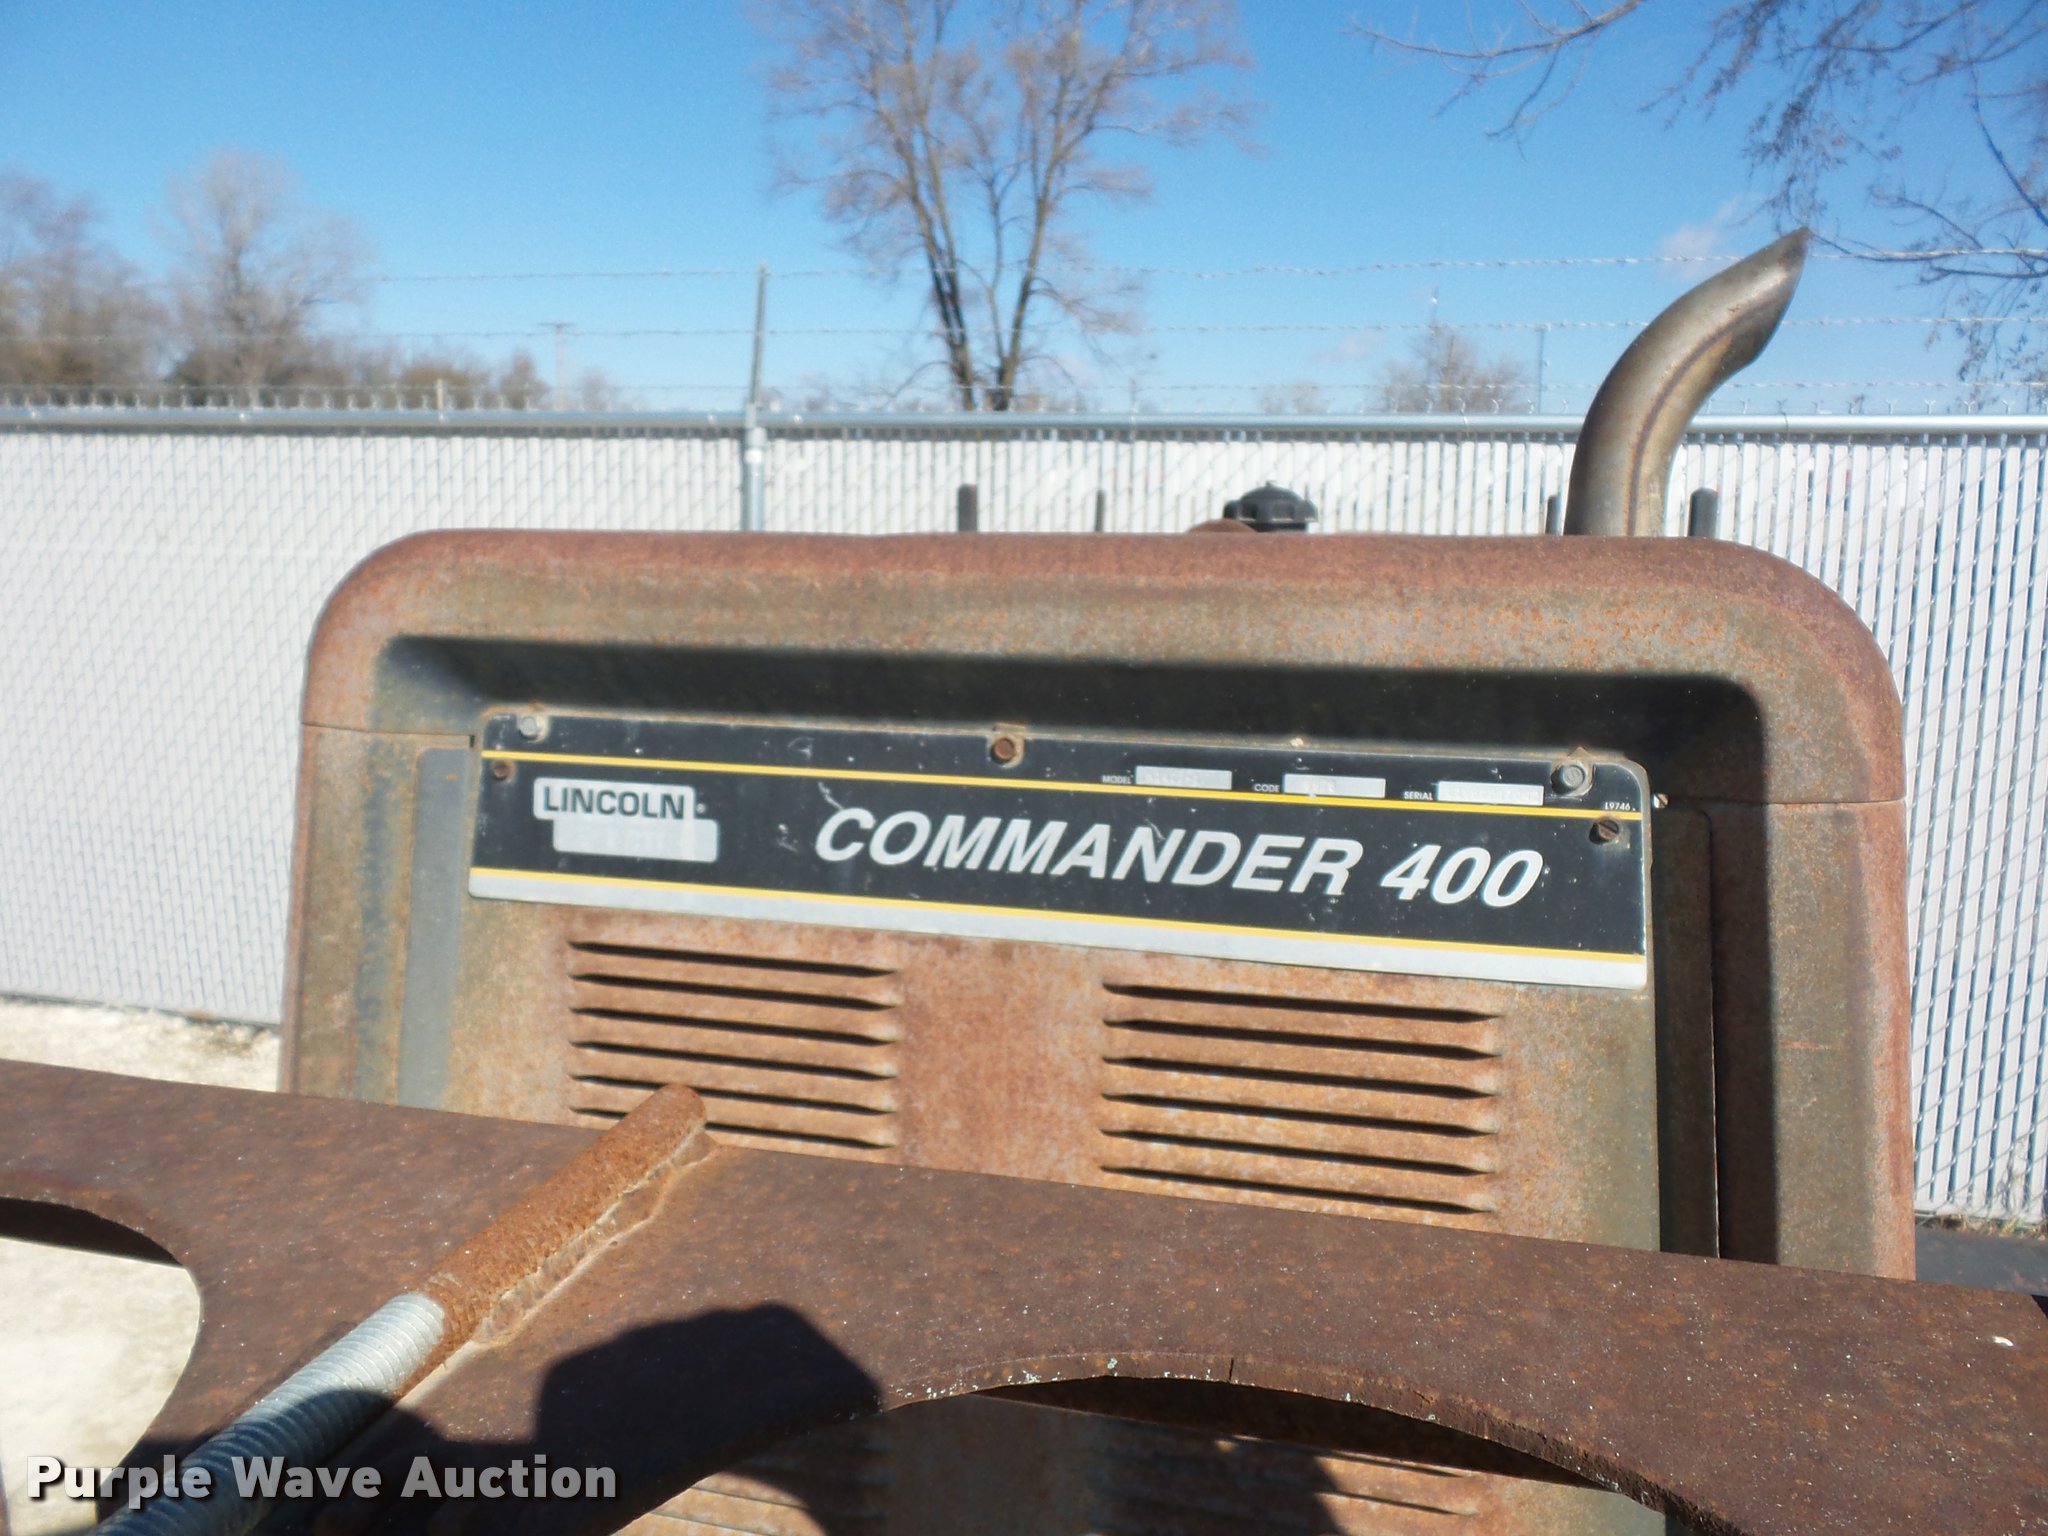 MODEL CODE SERIAL L9746
LINCOLN
COMMANDER 400
Purple Wave Auction